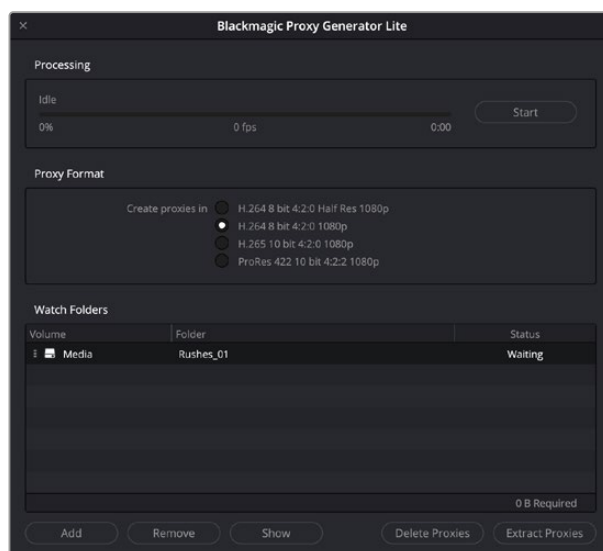 Blackmagic Proxy Generator Lite
Processing
Idle
Start
0% 0 fps 0:00
Proxy Format
Create proxies in H.264 8 bit 4:2:0 Half Res 1080p
H.264 8 bit 4:2:0 1080p
H.265 10 bit 4:2:0 1080p
ProRes 422 10 bit 4:2:2 1080p
Watch Folders
Volume Folder Status
Media Rushes_01 Waiting
0 B Required
Add Remove Show Delete Proxies Extract Proxies